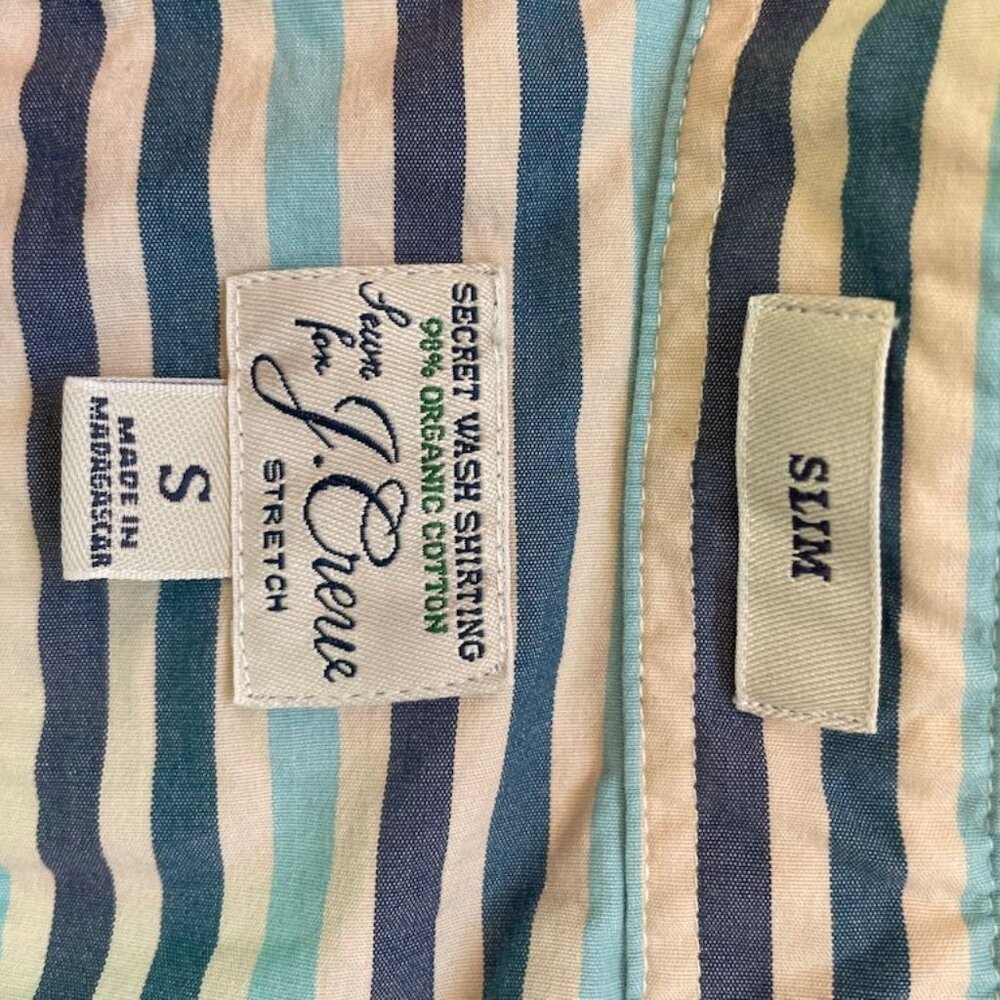 SLIM
SECRET WASH SHIRTING
98% ORGANIC COTTON
Sewn
for
J.Crew
STRETCH
S
MADE IN
MADAGASCAR